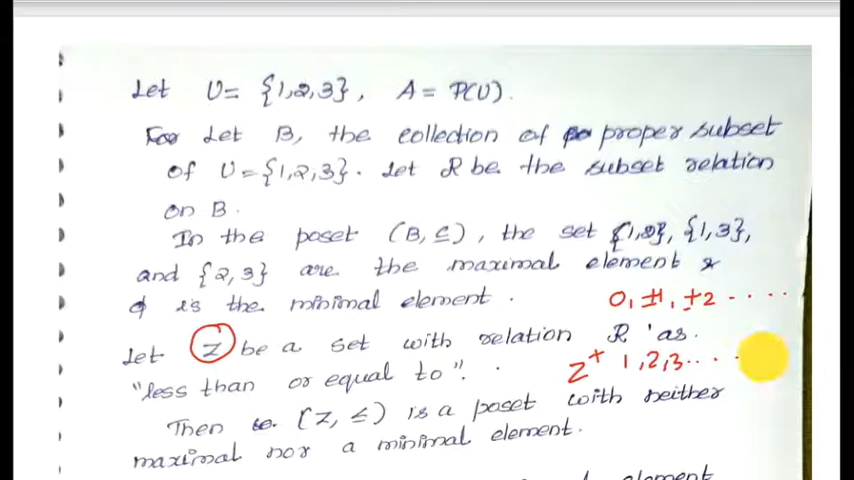 Let U = {1,2,3}, A = P(U).
Let B, the collection of proper subset
of U = {1,2,3}. Let R be the subset relation
on B.
In the poset (B, ⊆), the set {1,2}, {1,3},
and {2,3} are the maximal element &
ϕ is the minimal element.
0, ±1, ±2 ....
Let Z be a set with relation R as
"less than or equal to".
Z⁺ 1,2,3....
Then (Z, ≤) is a poset with neither
maximal nor a minimal element.
element